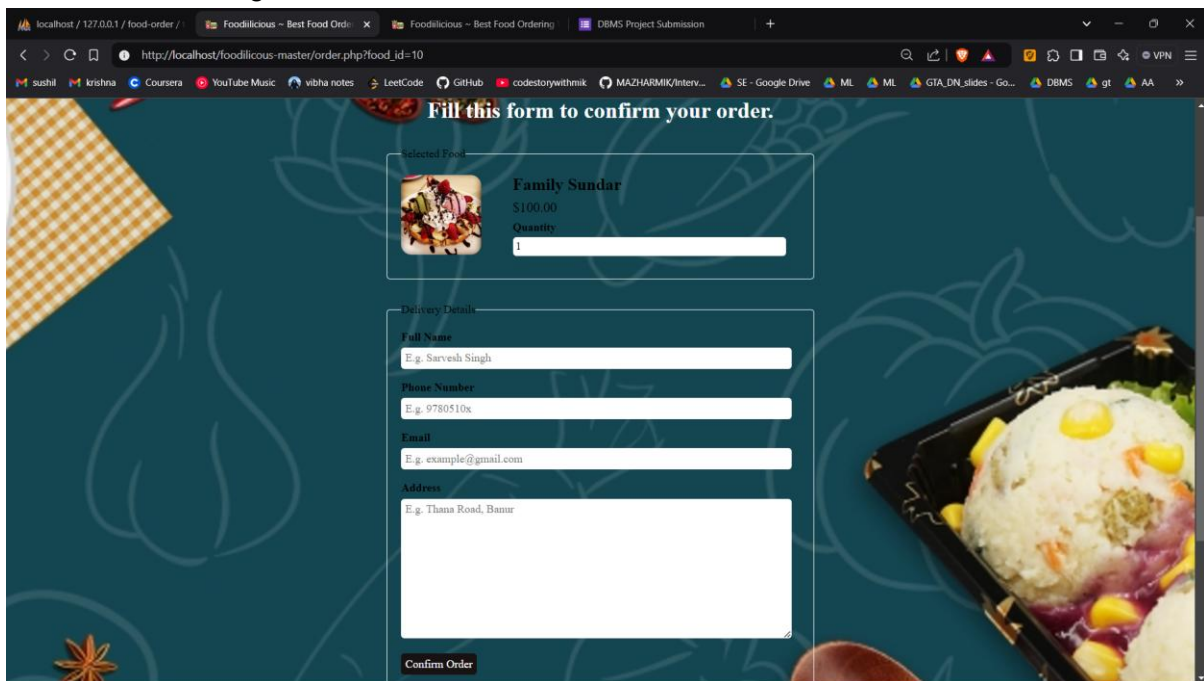 localhost / 127.0.0.1 / food-order /
Foodiilicious ~ Best Food Orde
Foodiilicious ~ Best Food Ordering
DBMS Project Submission
http://localhost/foodilicous-master/order.php?food_id=10
VPN
sushil krishna Coursera YouTube Music vibha notes LeetCode GitHub codestorywithmik MAZHARMIK/Interv... SE - Google Drive ML ML GTA_DN_slides - Go... DBMS gt AA
Fill this form to confirm your order.
Selected Food
Family Sundar
$100.00
Quantity
1
Delivery Details
Full Name
E.g. Sarvesh Singh
Phone Number
E.g. 9780510x
Email
E.g. example@gmail.com
Address
E.g. Thana Road, Banur
Confirm Order